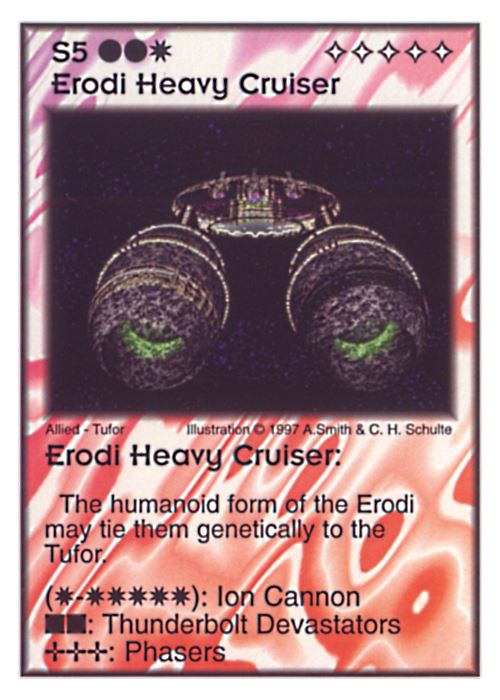 S5 ●●✷ ✧✧✧✧✧
Erodi Heavy Cruiser
Allied - Tufor Illustration © 1997 A.Smith & C. H. Schulte
Erodi Heavy Cruiser:
The humanoid form of the Erodi
may tie them genetically to the
Tufor.
(✷-✷✷✷✷✷): Ion Cannon
■■: Thunderbolt Devastators
✢✢✢: Phasers